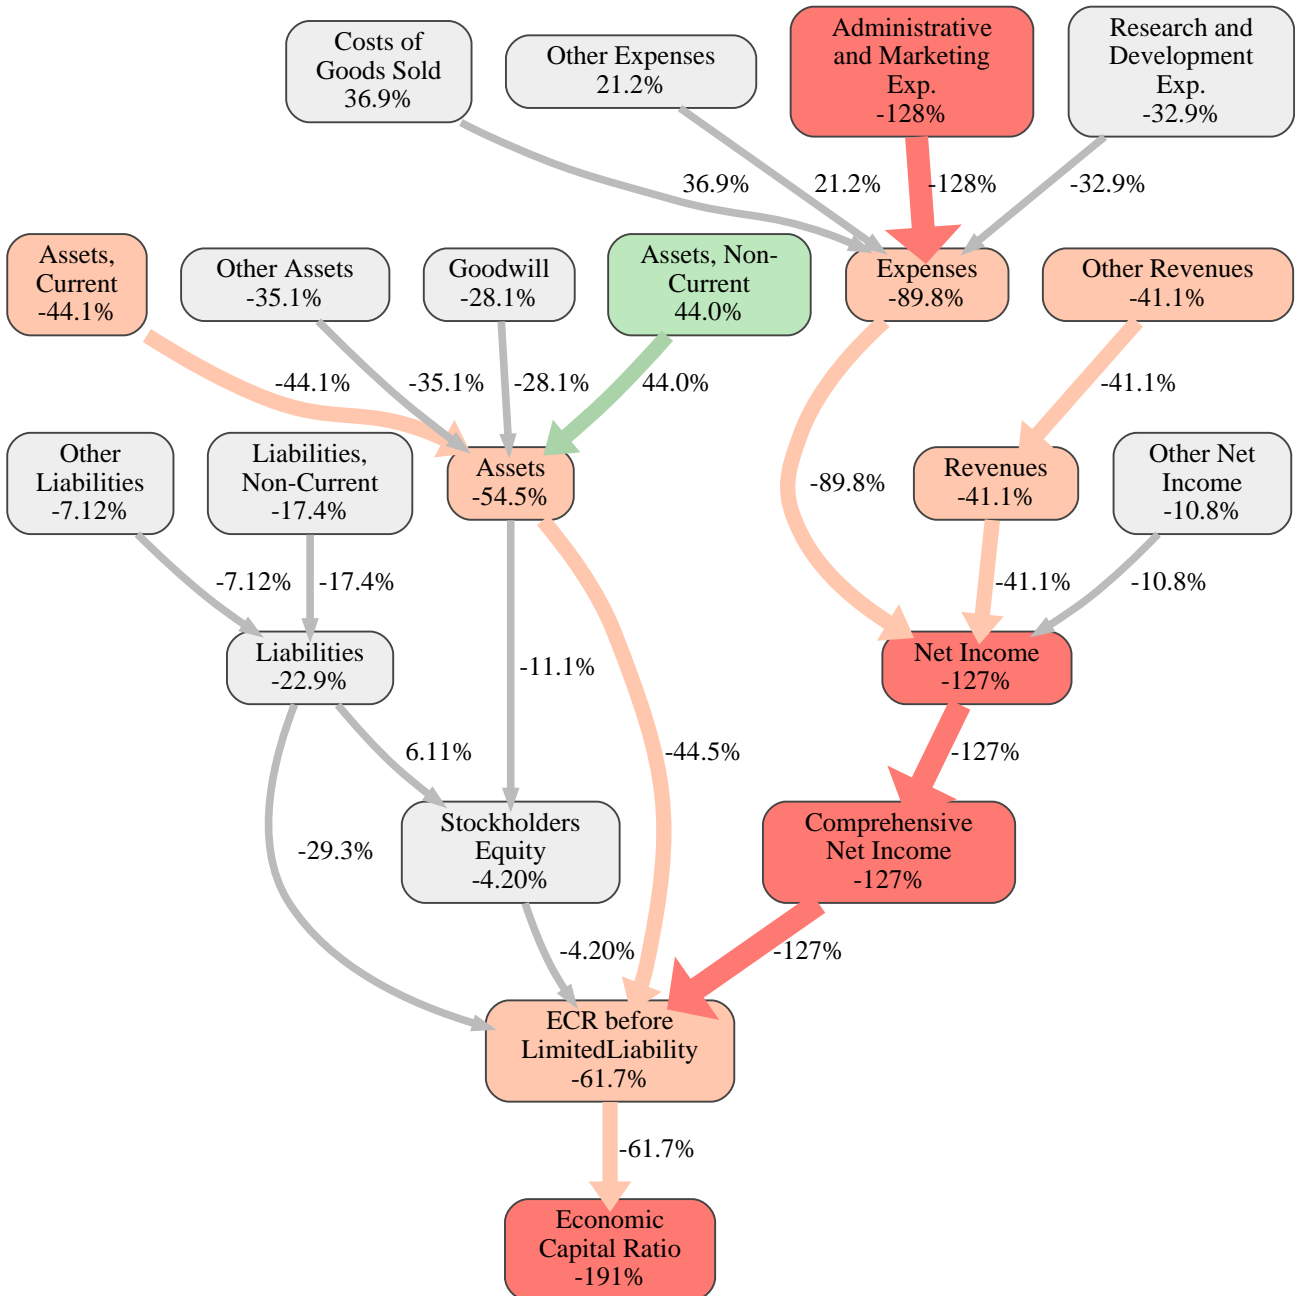 Costs of
Goods Sold
36.9%
Other Expenses
21.2%
Administrative
and Marketing
Exp.
-128%
Research and
Development
Exp.
-32.9%
36.9%
21.2%
-128%
-32.9%
Assets,
Current
-44.1%
Other Assets
-35.1%
Goodwill
-28.1%
Assets, Non-
Current
44.0%
Expenses
-89.8%
Other Revenues
-41.1%
-44.1%
-35.1%
-28.1%
44.0%
-41.1%
Other
Liabilities
-7.12%
Liabilities,
Non-Current
-17.4%
Assets
-54.5%
-89.8%
Revenues
-41.1%
Other Net
Income
-10.8%
-7.12%
-17.4%
-41.1%
-10.8%
Liabilities
-22.9%
-11.1%
Net Income
-127%
6.11%
-44.5%
-127%
-29.3%
Stockholders
Equity
-4.20%
Comprehensive
Net Income
-127%
-4.20%
-127%
ECR before
LimitedLiability
-61.7%
-61.7%
Economic
Capital Ratio
-191%